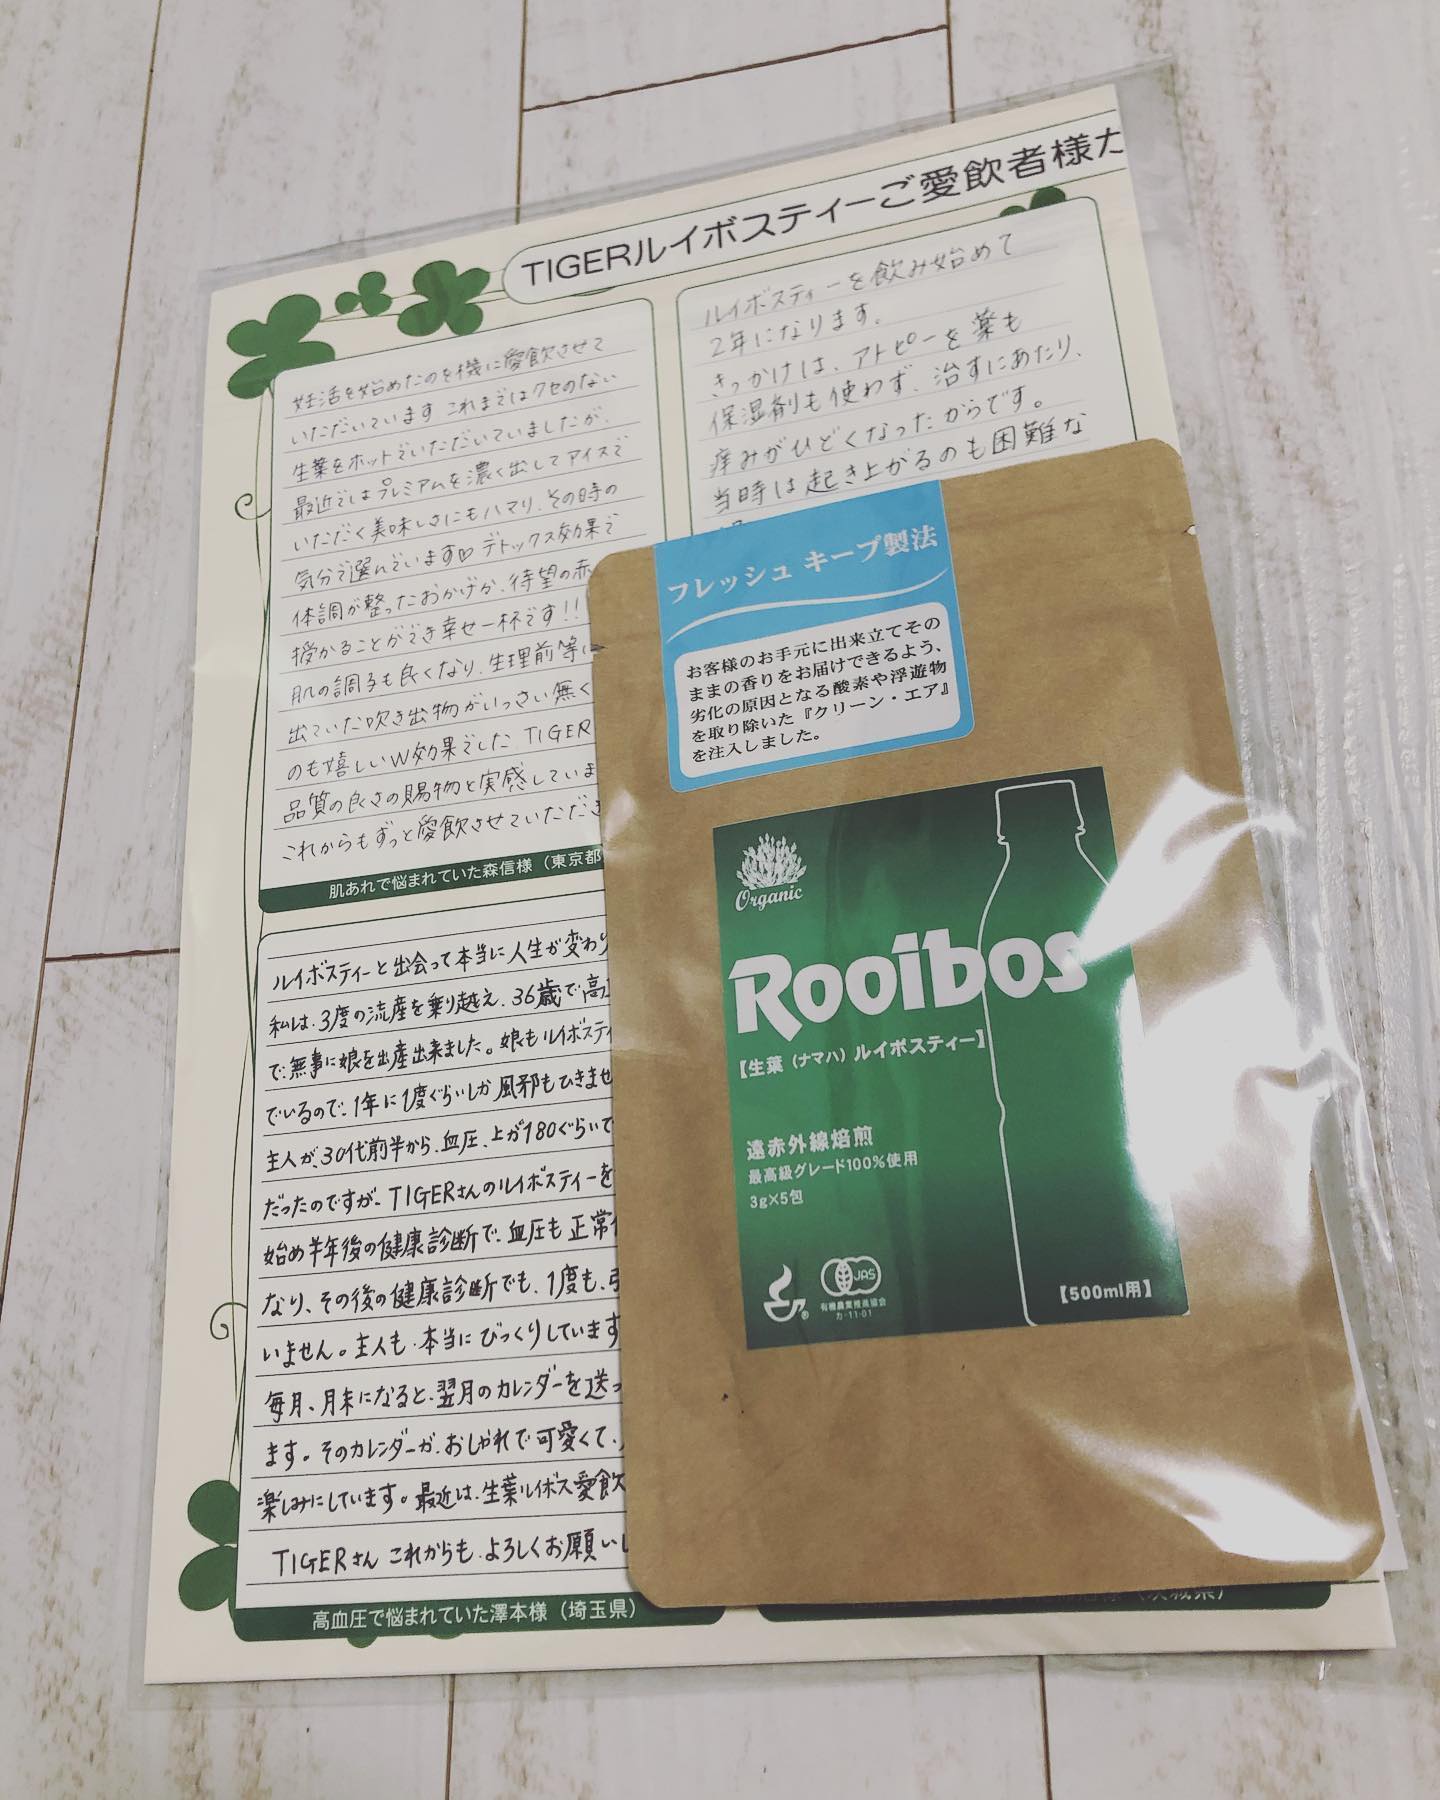 TIGERルイボスティーご愛飲者様た
妊活を始めたのを機に愛飲させて
いただいています これまではクセのない
生葉をホットでいただいていましたが、
最近ではプレミアムを濃く出してアイスで
いただく美味しさにもハマり、その時の
気分で選んでいます♡ デトックス効果で
体調が整ったおかげか、待望の赤
授かることができ幸せ一杯です!!
肌の調子も良くなり、生理前等に
出ていた吹き出物がいっさい無く
のも嬉しいW効果でした TIGER
品質の良さの賜物と実感していま
これからもずっと愛飲させていただき
肌あれで悩まれていた森信様（東京都
ルイボスティーを飲み始めて
2年になります。
きっかけは、アトピーを薬も
保湿剤も使わず、治すにあたり、
痒みがひどくなったからです。
当時は起き上がるのも困難な
ルイボスティーと出会って本当に人生が変わり
私は、3度の流産を乗り越え、36歳で高
で、無事に娘を出産出来ました。娘もルイボステ
でいるので、1年に1度ぐらいしか風邪もひきませ
主人が、30代前半から、血圧、上が180ぐらいで
だったのですが、TIGERさんのルイボスティーを
始め半年後の健康診断で、血圧も正常
なり、その後の健康診断でも、1度も、
いません。主人も、本当にびっくりしています
毎月、月末になると、翌月のカレンダーを送っ
ます。そのカレンダーが、おしゃれで可愛くて、
楽しみにしています。最近は、生葉ルイボス愛飲
TIGERさん これからも、よろしくお願いし
高血圧で悩まれていた澤本様（埼玉県）
フレッシュ キープ製法
お客様のお手元に出来立てその
ままの香りをお届けできるよう、
劣化の原因となる酸素や浮遊物
を取り除いた『クリーン・エア』
を注入しました。
Organic
Rooibos
【生葉（ナマハ）ルイボスティー】
遠赤外線焙煎
最高級グレード100%使用
3g×5包
JAS
有機農業推進協会
カ-11-01
【500ml用】